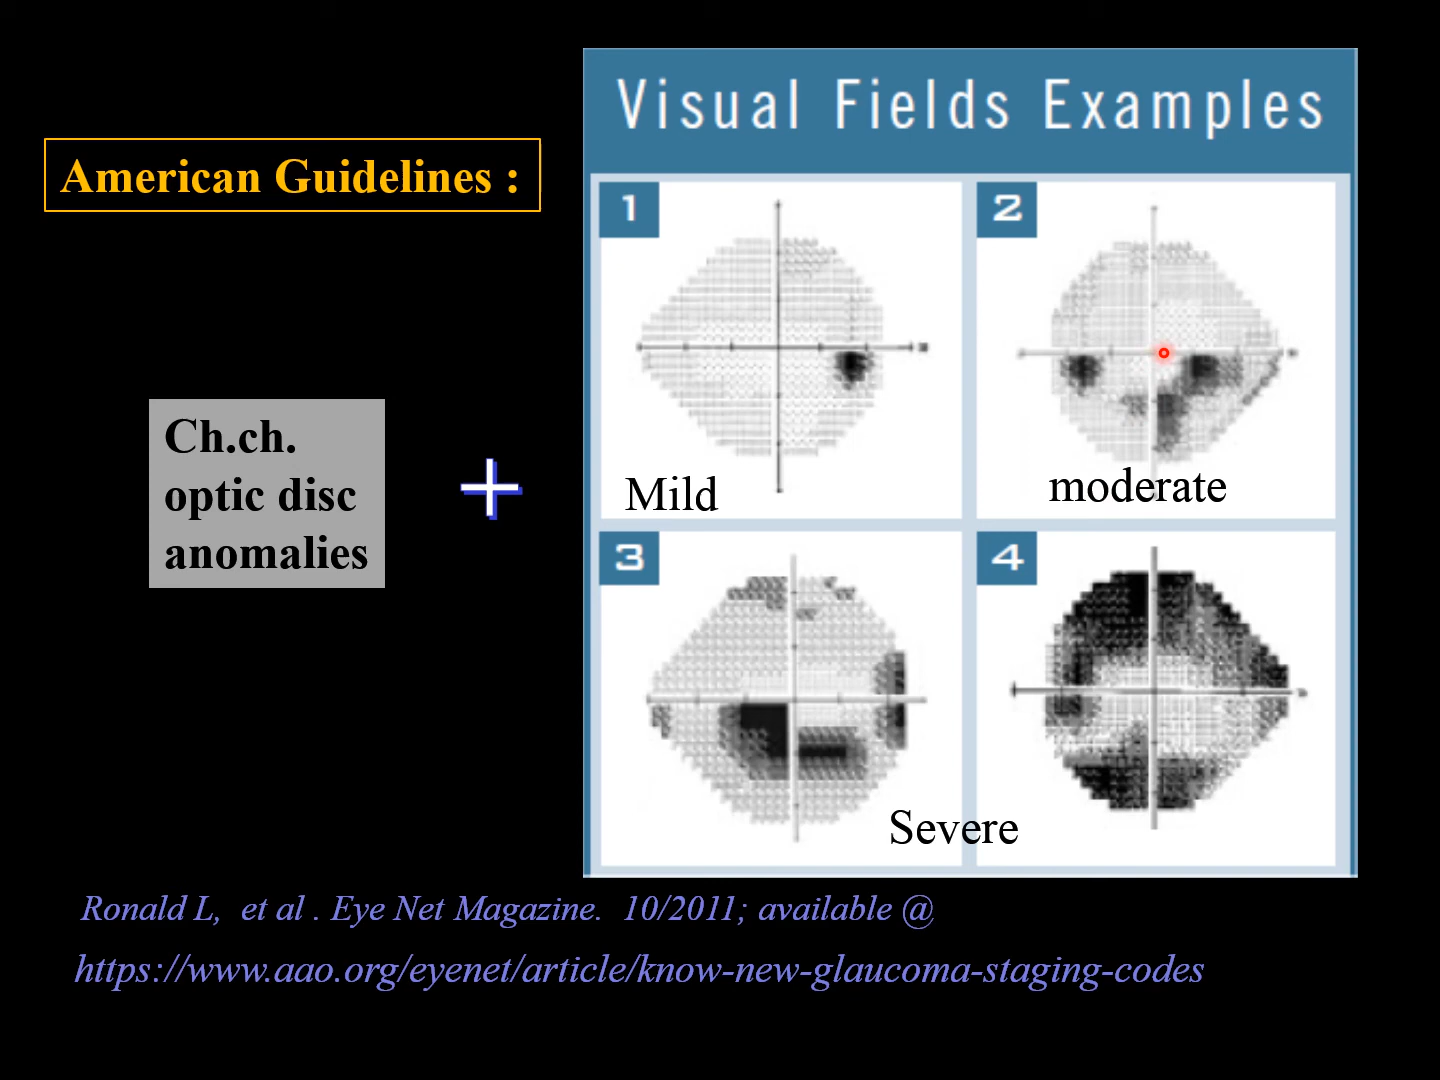 American Guidelines :
Visual Fields Examples
1
2
Ch.ch.
optic disc
anomalies
+
Mild
moderate
3
4
Severe
Ronald L, et al . Eye Net Magazine. 10/2011; available @
https://www.aao.org/eyenet/article/know-new-glaucoma-staging-codes